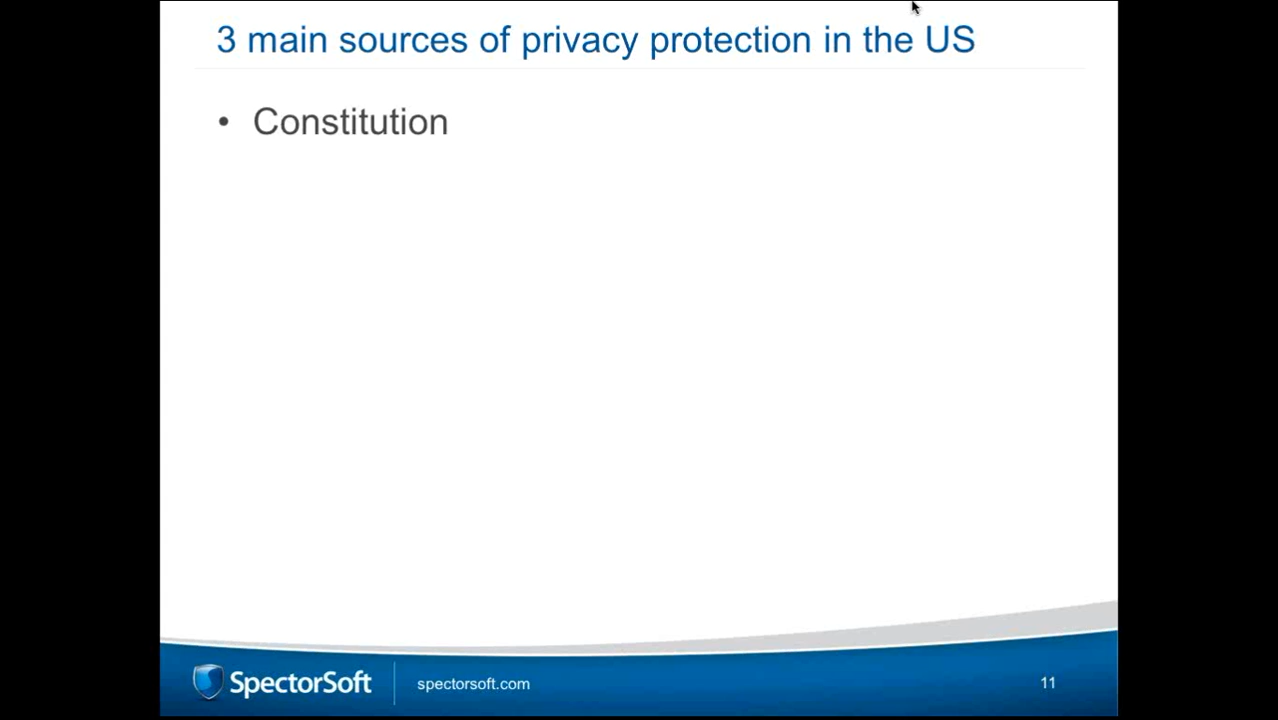 3 main sources of privacy protection in the US
• Constitution
SpectorSoft
spectorsoft.com
11